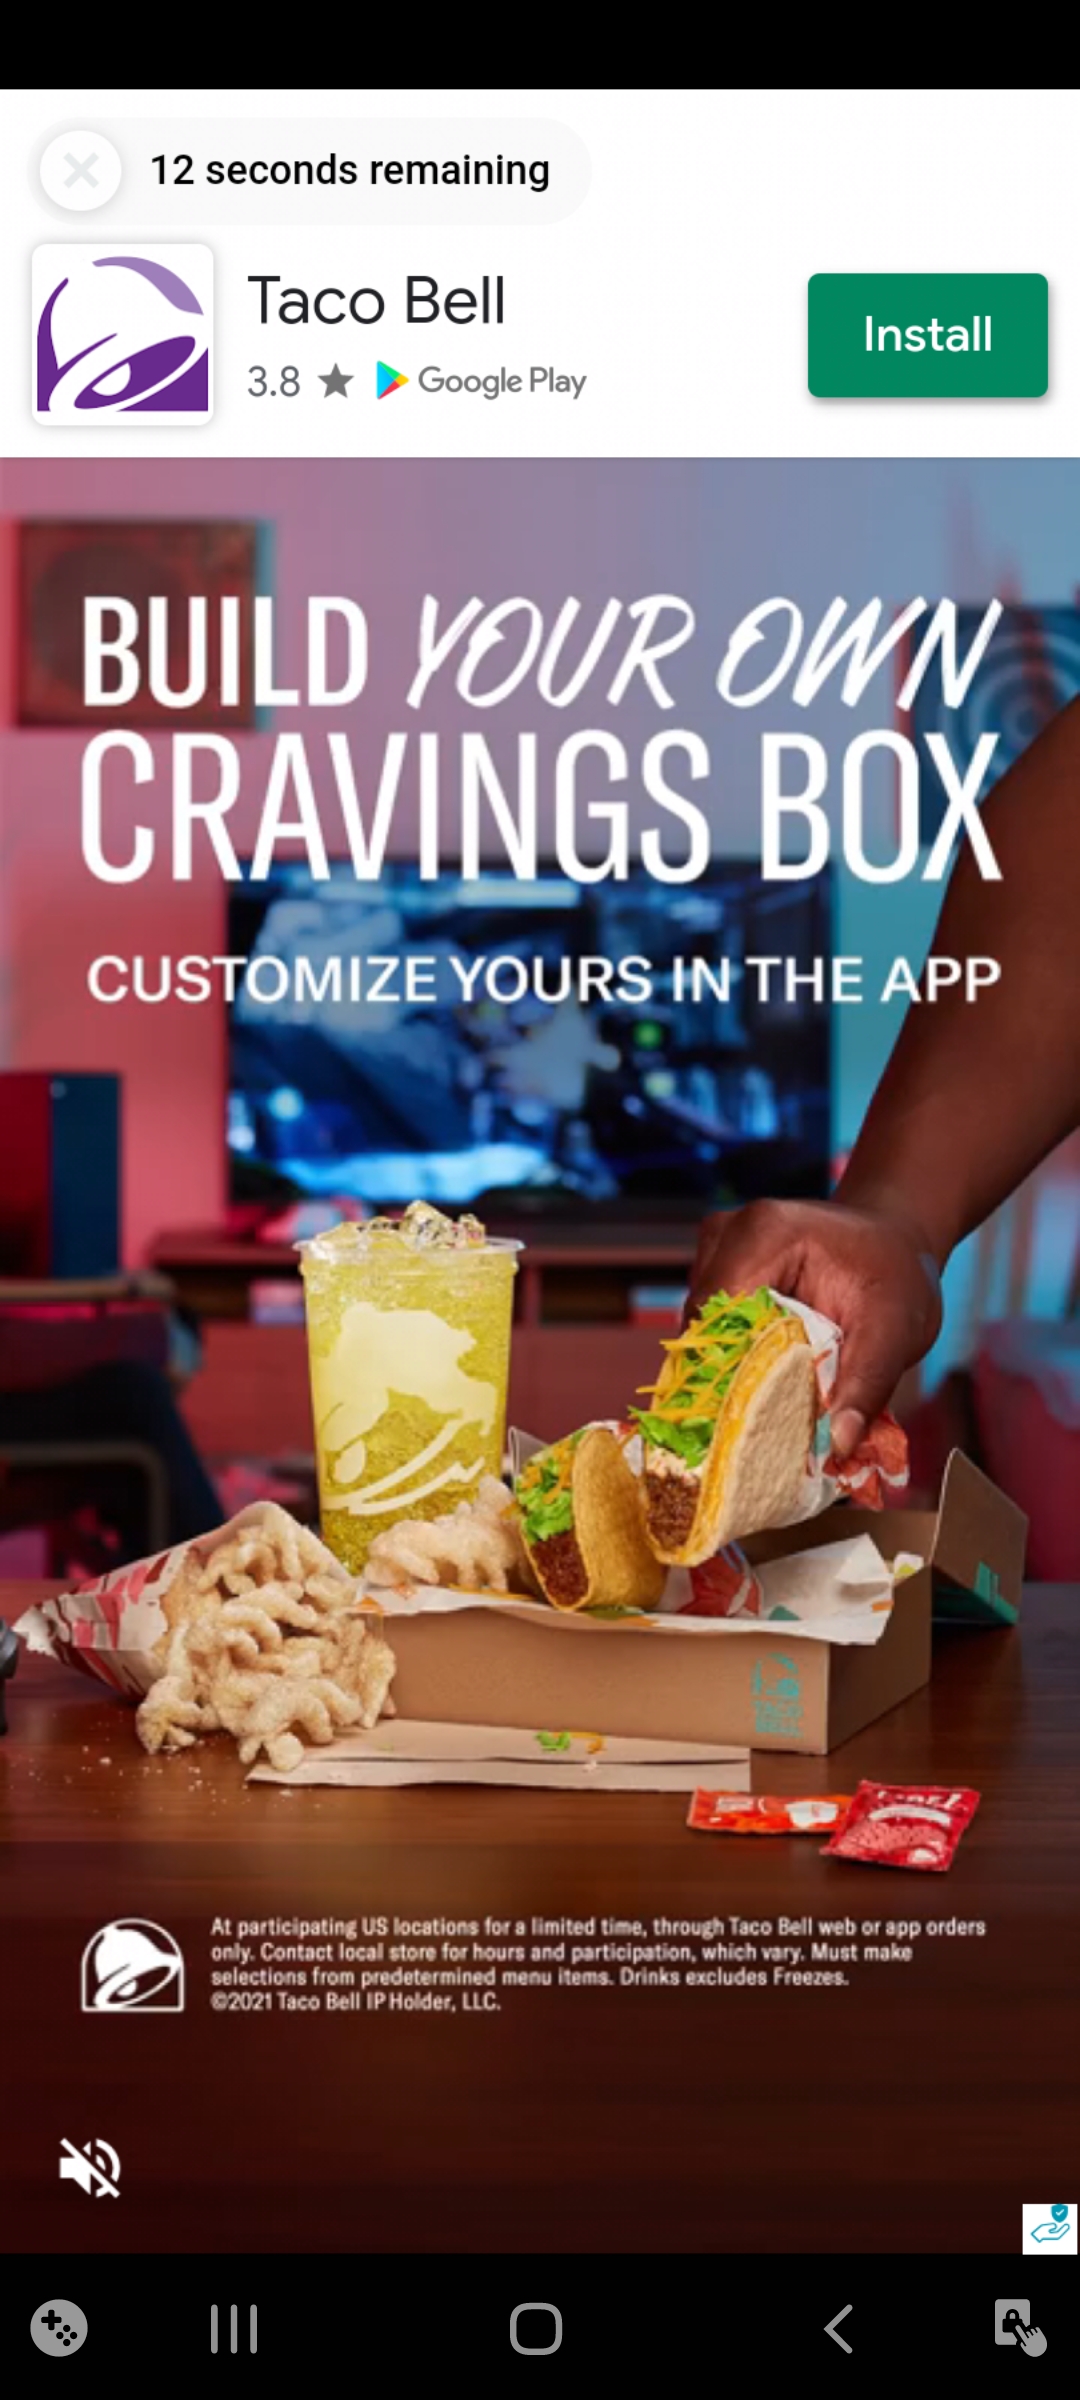 12 seconds remaining
Taco Bell
3.8 ★ Google Play
Install
BUILD YOUR OWN
CRAVINGS BOX
CUSTOMIZE YOURS IN THE APP
TACO
BELL
At participating US locations for a limited time, through Taco Bell web or app orders
only. Contact local store for hours and participation, which vary. Must make
selections from predetermined menu items. Drinks excludes Freezes.
©2021 Taco Bell IP Holder, LLC.